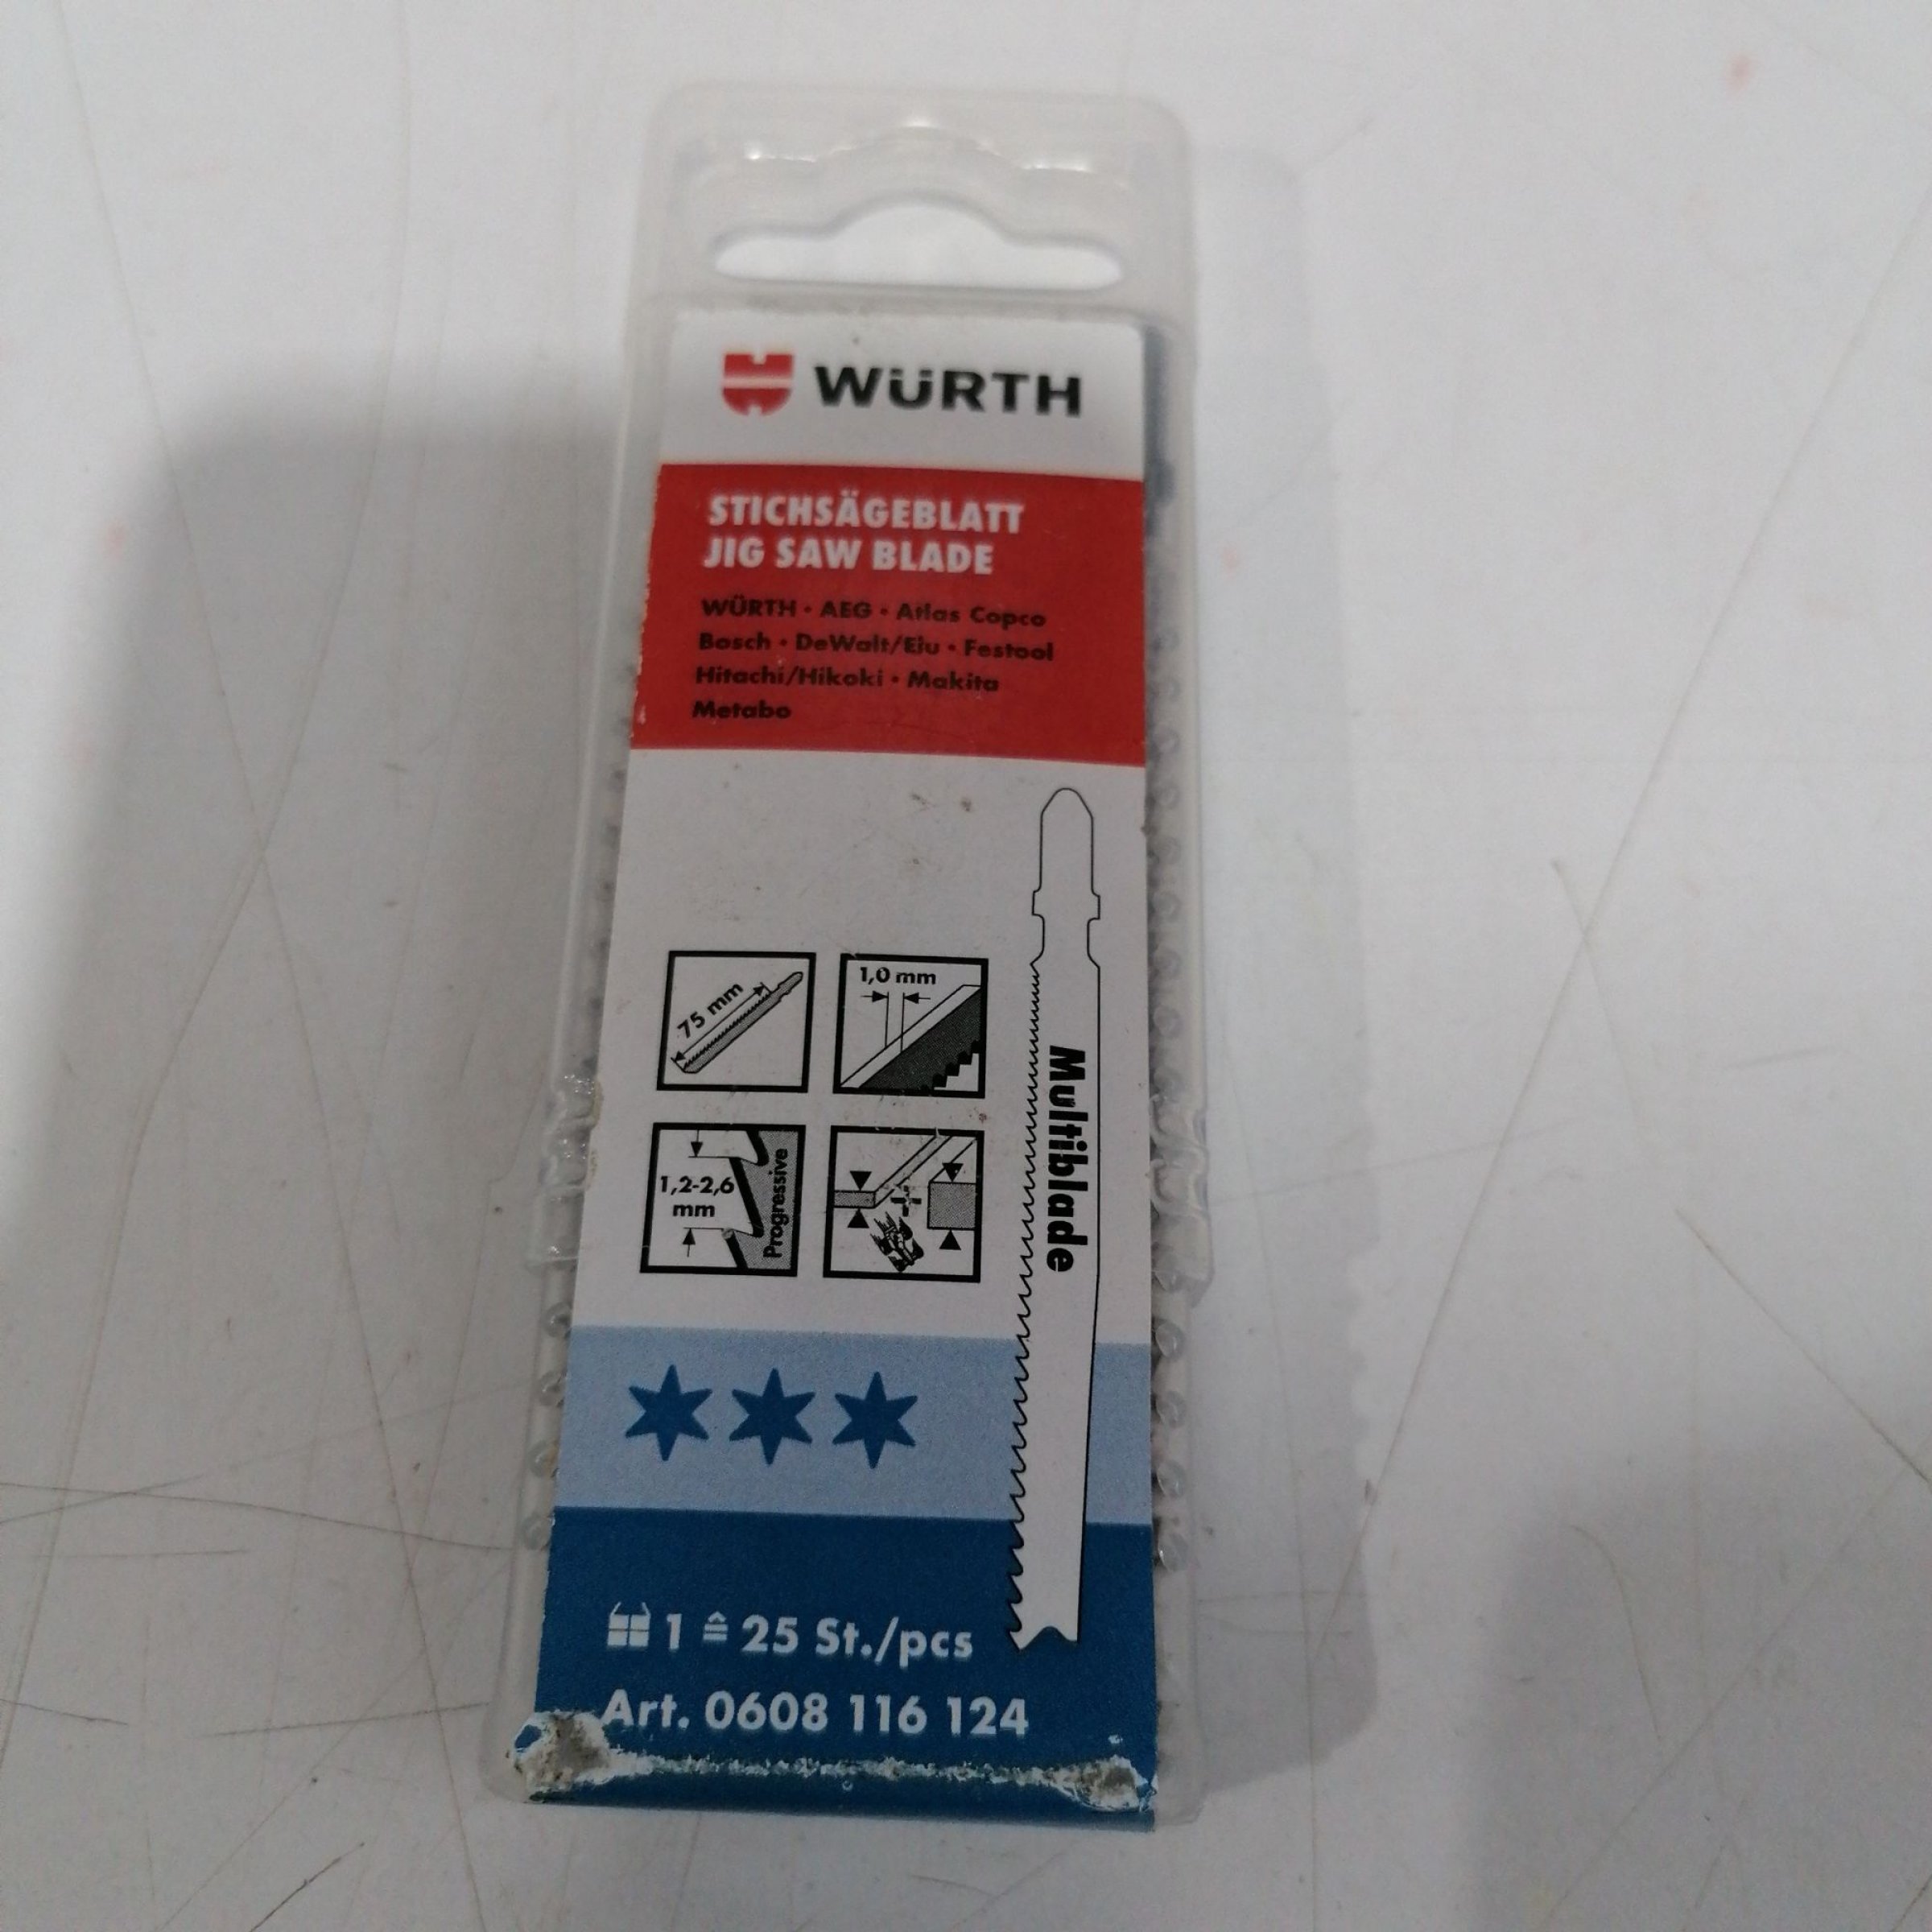 WÜRTH
STICHSÄGEBLATT
JIG SAW BLADE
WÜRTH • AEG • Atlas Copco
Bosch • DeWalt/Elu • Festool
Hitachi/Hikoki • Makita
Metabo
75 mm
1,0 mm
1,2-2,6
mm
Progressive
Multiblade
1 ≙ 25 St./pcs
Art. 0608 116 124